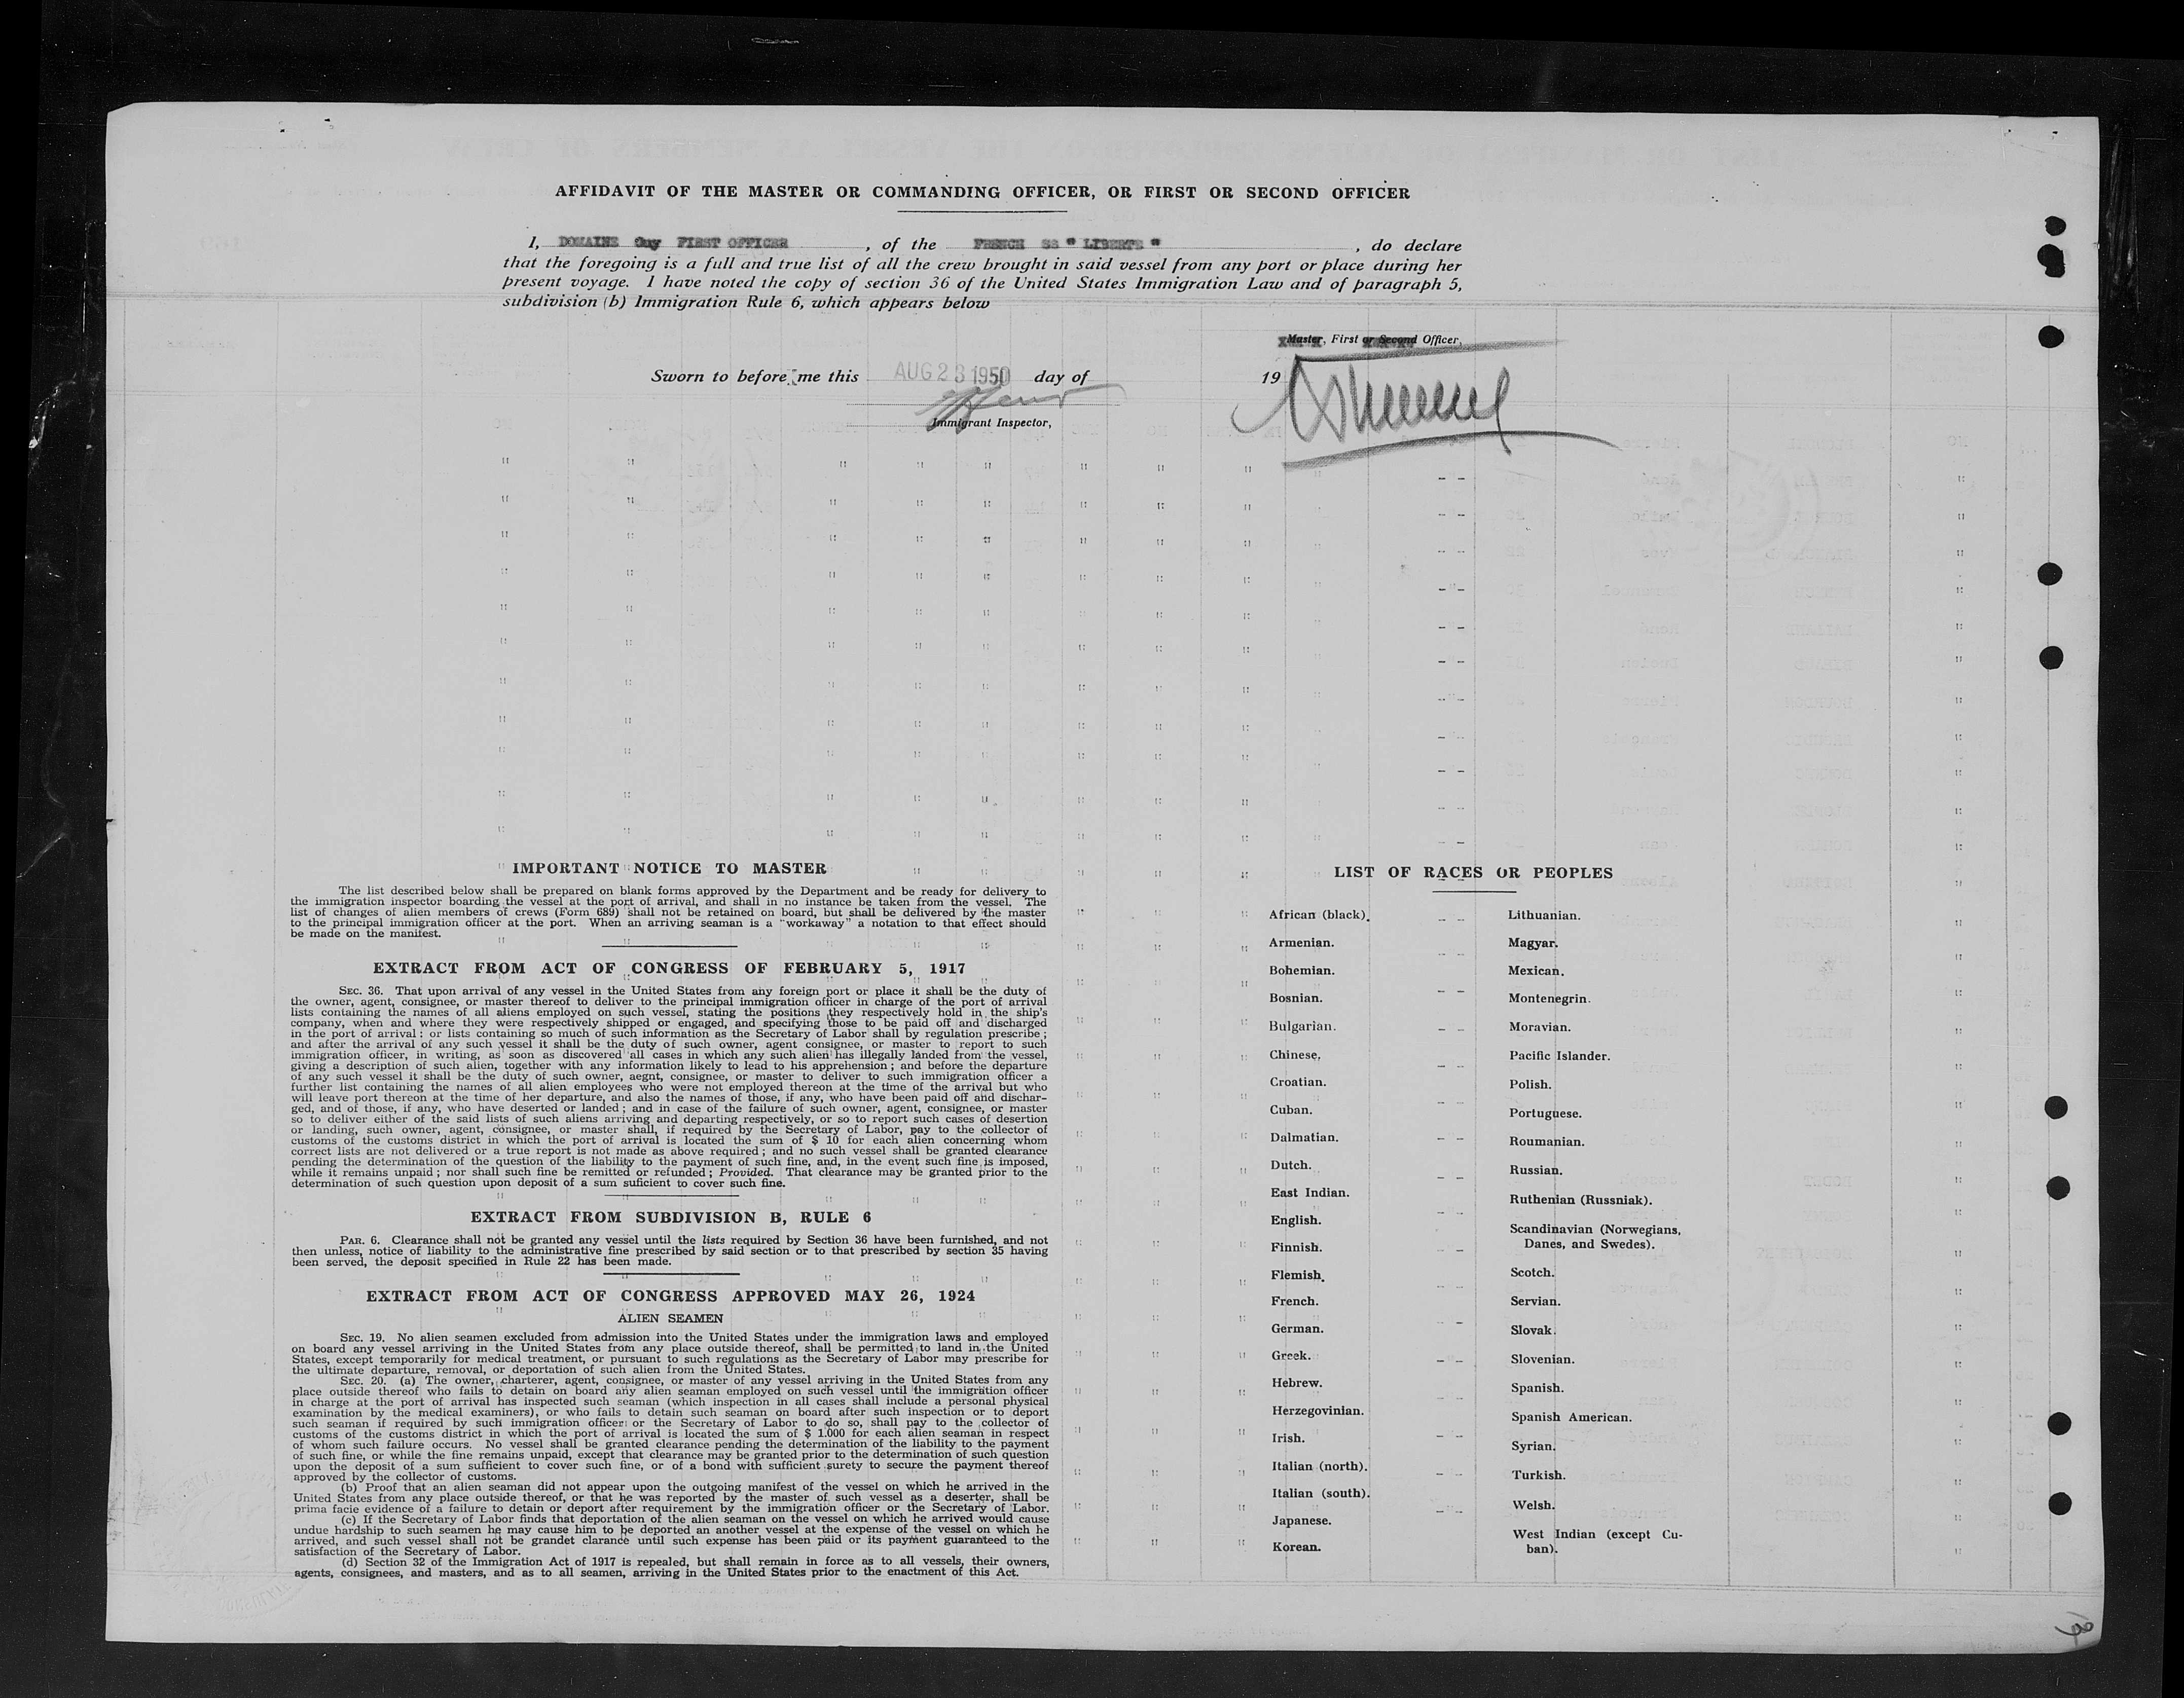 AFFIDAVIT OF THE MASTER OR COMMANDING OFFICER, OR FIRST OR SECOND OFFICER
I, DOMAINE Guy FIRST OFFICER , of the FRENCH SS " LIBERTE " , do declare
that the foregoing is a full and true list of all the crew brought in said vessel from any port or place during her
present voyage. I have noted the copy of section 36 of the United States Immigration Law and of paragraph 5,
subdivision (b) Immigration Rule 6, which appears below
Master, First or Second Officer,
Sworn to before me this AUG 23 1950 day of 19
Immigrant Inspector,
IMPORTANT NOTICE TO MASTER
The list described below shall be prepared on blank forms approved by the Department and be ready for delivery to
the immigration inspector boarding the vessel at the port of arrival, and shall in no instance be taken from the vessel. The
list of changes of alien members of crews (Form 689) shall not be retained on board, but shall be delivered by the master
to the principal immigration officer at the port. When an arriving seaman is a "workaway" a notation to that effect should
be made on the manifest.
EXTRACT FROM ACT OF CONGRESS OF FEBRUARY 5, 1917
SEC. 36. That upon arrival of any vessel in the United States from any foreign port or place it shall be the duty of
the owner, agent, consignee, or master thereof to deliver to the principal immigration officer in charge of the port of arrival
lists containing the names of all aliens employed on such vessel, stating the positions they respectively hold in the ship's
company, when and where they were respectively shipped or engaged, and specifying those to be paid off and discharged
in the port of arrival ; or lists containing so much of such information as the Secretary of Labor shall by regulation prescribe ;
and after the arrival of any such vessel it shall be the duty of such owner, agent consignee, or master to report to such
immigration officer, in writing, as soon as discovered all cases in which any such alien has illegally landed from the vessel,
giving a description of such alien, together with any information likely to lead to his apprehension ; and before the departure
of any such vessel it shall be the duty of such owner, aegnt, consignee, or master to deliver to such immigration officer a
further list containing the names of all alien employees who were not employed thereon at the time of the arrival but who
will leave port thereon at the time of her departure, and also the names of those, if any, who have been paid off and dischar-
ged, and of those, if any, who have deserted or landed ; and in case of the failure of such owner, agent, consignee, or master
so to deliver either of the said lists of such aliens arriving and departing respectively, or so to report such cases of desertion
or landing, such owner, agent, consignee, or master shall, if required by the Secretary of Labor, pay to the collector of
customs of the customs district in which the port of arrival is located the sum of $ 10 for each alien concerning whom
correct lists are not delivered or a true report is not made as above required ; and no such vessel shall be granted clearance
pending the determination of the question of the liability to the payment of such fine, and, in the event such fine is imposed,
while it remains unpaid ; nor shall such fine be remitted or refunded ; Provided. That clearance may be granted prior to the
determination of such question upon deposit of a sum suficient to cover such fine.
EXTRACT FROM SUBDIVISION B, RULE 6
PAR. 6. Clearance shall not be granted any vessel until the lists required by Section 36 have been furnished, and not
then unless, notice of liability to the administrative fine prescribed by said section or to that prescribed by section 35 having
been served, the deposit specified in Rule 22 has been made.
EXTRACT FROM ACT OF CONGRESS APPROVED MAY 26, 1924
ALIEN SEAMEN
SEC. 19. No alien seamen excluded from admission into the United States under the immigration laws and employed
on board any vessel arriving in the United States from any place outside thereof, shall be permitted to land in the United
States, except temporarily for medical treatment, or pursuant to such regulations as the Secretary of Labor may prescribe for
the ultimate departure, removal, or deportation of such alien from the United States.
SEC. 20. (a) The owner, charterer, agent, consignee, or master of any vessel arriving in the United States from any
place outside thereof who fails to detain on board any alien seaman employed on such vessel until the immigration officer
in charge at the port of arrival has inspected such seaman (which inspection in all cases shall include a personal physical
examination by the medical examiners), or who fails to detain such seaman on board after such inspection or to deport
such seaman if required by such immigration officer or the Secretary of Labor to do so, shall pay to the collector of
customs of the customs district in which the port of arrival is located the sum of $ 1.000 for each alien seaman in respect
of whom such failure occurs. No vessel shall be granted clearance pending the determination of the liability to the payment
of such fine, or while the fine remains unpaid, except that clearance may be granted prior to the determination of such question
upon the deposit of a sum sufficient to cover such fine, or of a bond with sufficient surety to secure the payment thereof
approved by the collector of customs.
(b) Proof that an alien seaman did not appear upon the outgoing manifest of the vessel on which he arrived in the
United States from any place outside thereof, or that he was reported by the master of such vessel as a deserter, shall be
prima facie evidence of a failure to detain or deport after requirement by the immigration officer or the Secretary of Labor.
(c) If the Secretary of Labor finds that deportation of the alien seaman on the vessel on which he arrived would cause
undue hardship to such seamen he may cause him to be deported an another vessel at the expense of the vessel on which he
arrived, and such vessel shall not be grandet clarance until such expense has been paid or its payment guaranteed to the
satisfaction of the Secretary of Labor.
(d) Section 32 of the Immigration Act of 1917 is repealed, but shall remain in force as to all vessels, their owners,
agents, consignees, and masters, and as to all seamen, arriving in the United States prior to the enactment of this Act.
LIST OF RACES OR PEOPLES
African (black).
Armenian.
Bohemian.
Bosnian.
Bulgarian.
Chinese.
Croatian.
Cuban.
Dalmatian.
Dutch.
East Indian.
English.
Finnish.
Flemish.
French.
German.
Greek.
Hebrew.
Herzegovinian.
Irish.
Italian (north).
Italian (south).
Japanese.
Korean.
Lithuanian.
Magyar.
Mexican.
Montenegrin.
Moravian.
Pacific Islander.
Polish.
Portuguese.
Roumanian.
Russian.
Ruthenian (Russniak).
Scandinavian (Norwegians,
Danes, and Swedes).
Scotch.
Servian.
Slovak.
Slovenian.
Spanish.
Spanish American.
Syrian.
Turkish.
Welsh.
West Indian (except Cu-
ban).